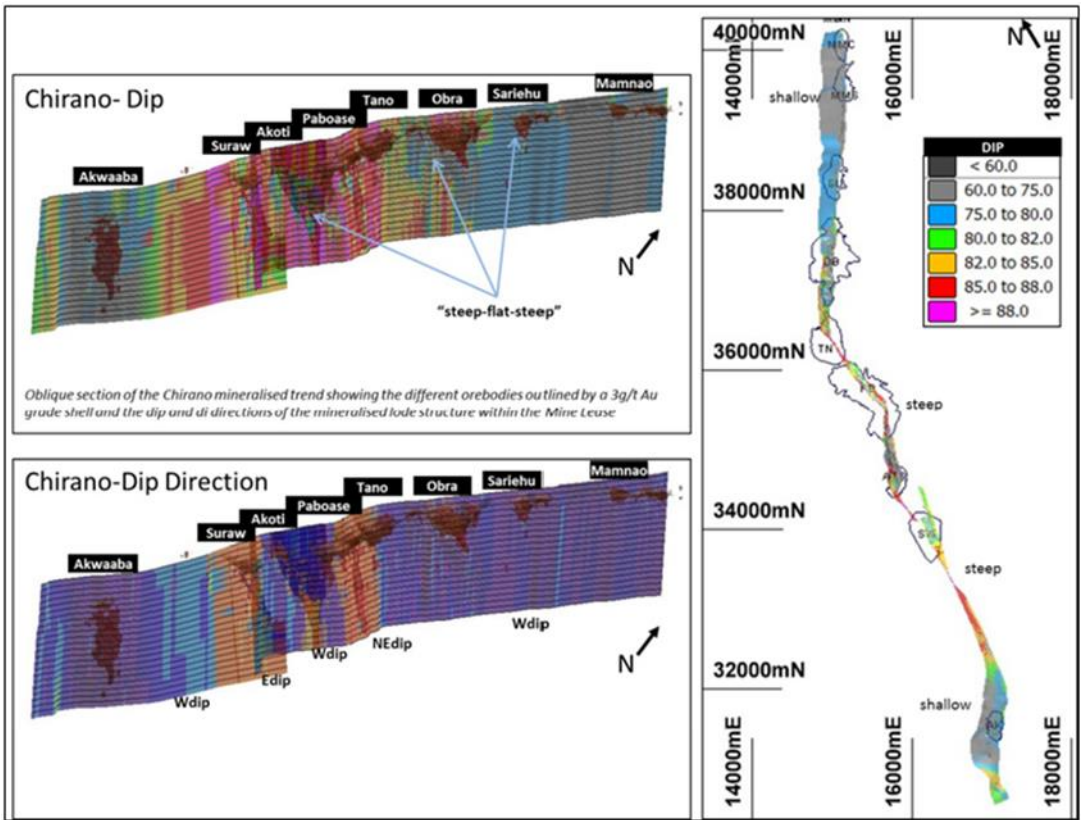 Chirano- Dip
Mamnao
Sariehu
Obra
Tano
Paboase
Akoti
Suraw
Akwaaba
N
"steep-flat-steep"
Oblique section of the Chirano mineralised trend showing the different orebodies outlined by a 3g/t Au
grade shell and the dip and di directions of the mineralised lode structure within the Mine Lease
Chirano-Dip Direction
Mamnao
Sariehu
Obra
Tano
Paboase
Akoti
Suraw
Akwaaba
Wdip
NEdip
Wdip
Edip
Wdip
N
40000mN
14000mE
16000mE
N
18000mE
shallow
DIP
< 60.0
60.0 to 75.0
75.0 to 80.0
80.0 to 82.0
82.0 to 85.0
85.0 to 88.0
>= 88.0
38000mN
36000mN
TN
steep
34000mN
steep
32000mN
shallow
14000mE
16000mE
18000mE